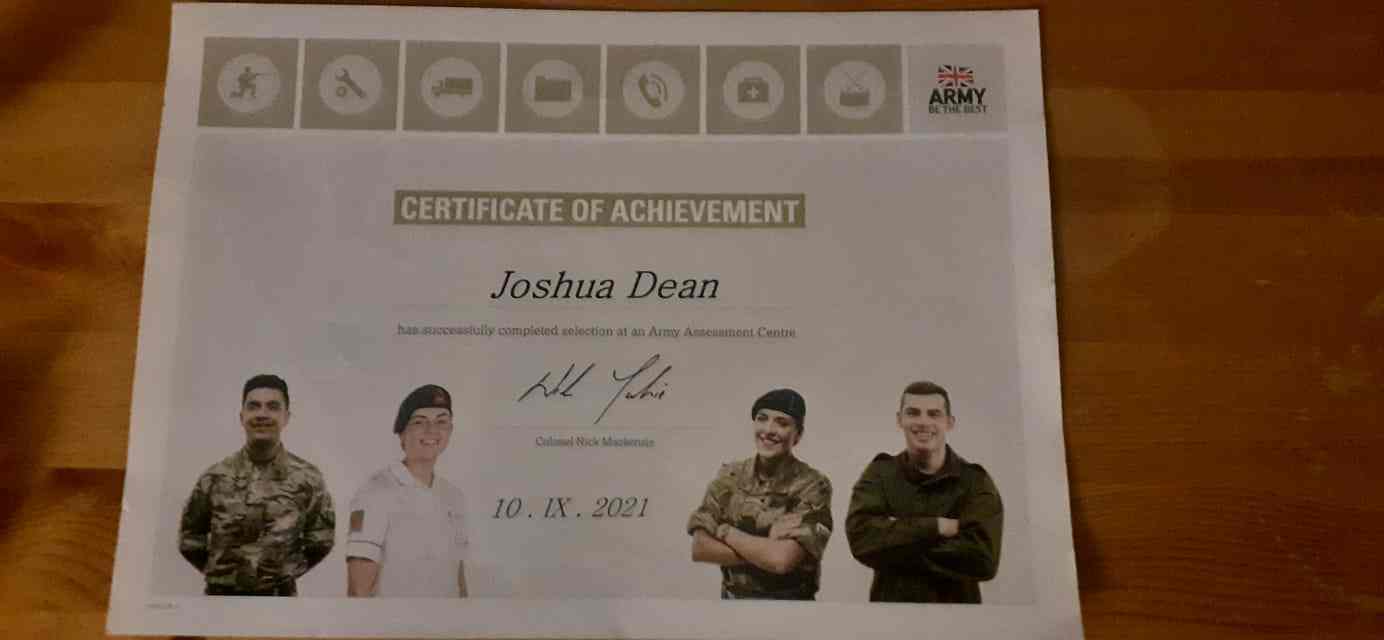 ARMY
BE THE BEST
CERTIFICATE OF ACHIEVEMENT
Joshua Dean
has successfully completed selection at an Army Assessment Centre
Colonel Nick Mackenzie
10 . IX . 2021